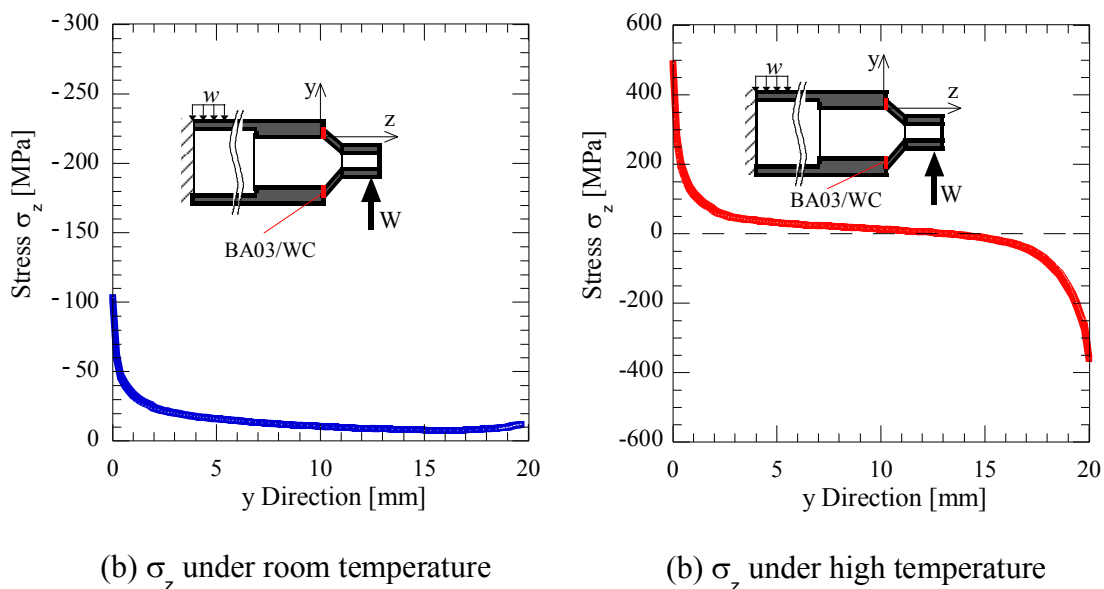 -300
-250
-200
-150
-100
-50
0
Stress σz [MPa]
0
5
10
15
20
y Direction [mm]
w
y
z
W
BA03/WC
(b) σz under room temperature
600
400
200
0
-200
-400
-600
Stress σz [MPa]
0
5
10
15
20
y Direction [mm]
w
y
z
W
BA03/WC
(b) σz under high temperature